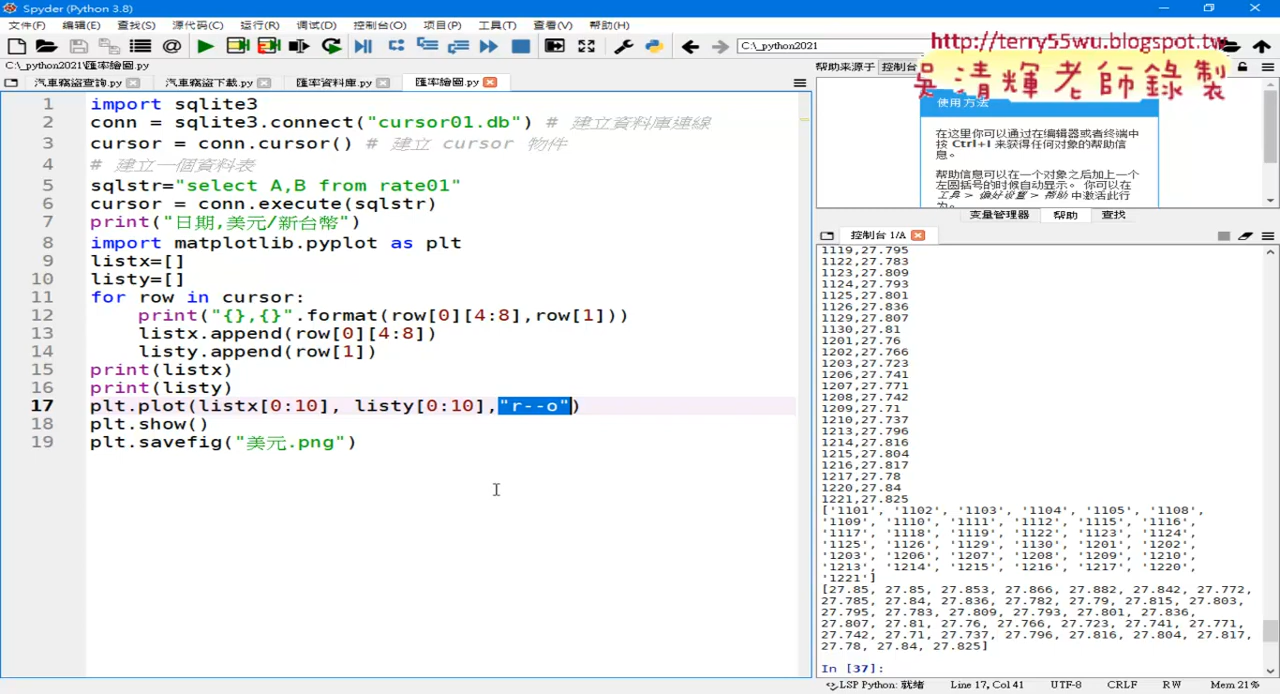 Spyder (Python 3.8)
文件(F) 编辑(E) 查找(S) 源代码(C) 运行(R) 调试(D) 控制台(O) 项目(P) 工具(T) 查看(V) 帮助(H)
C:\_python2021
http://terry55wu.blogspot.tw
吳清輝老師錄製
C:\_python2021\匯率繪圖.py
帮助来源于 控制台
汽車竊盜查詢.py 汽車竊盜下載.py 匯率資料庫.py 匯率繪圖.py
1 import sqlite3
2 conn = sqlite3.connect("cursor01.db") # 建立資料庫連線
3 cursor = conn.cursor() # 建立 cursor 物件
4 # 建立一個資料表
5 sqlstr="select A,B from rate01"
6 cursor = conn.execute(sqlstr)
7 print("日期,美元/新台幣")
8 import matplotlib.pyplot as plt
9 listx=[]
10 listy=[]
11 for row in cursor:
12 print("{},{}".format(row[0][4:8],row[1]))
13 listx.append(row[0][4:8])
14 listy.append(row[1])
15 print(listx)
16 print(listy)
17 plt.plot(listx[0:10], listy[0:10],"r--o")
18 plt.show()
19 plt.savefig("美元.png")
使用方法
在这里你可以通过在编辑器或者终端中
按 Ctrl+I 来获得任何对象的帮助信
息。
帮助信息可以在一个对象之后加上一个
左圆括号的时候自动显示。 你可以在
工具 > 偏好设置 > 帮助 中激活此行
为。
变量管理器 帮助 查找
控制台 1/A
1119,27.795
1122,27.783
1123,27.809
1124,27.793
1125,27.801
1126,27.836
1129,27.807
1130,27.81
1201,27.76
1202,27.766
1203,27.723
1206,27.741
1207,27.771
1208,27.742
1209,27.71
1210,27.737
1213,27.796
1214,27.816
1215,27.804
1216,27.817
1217,27.78
1220,27.84
1221,27.825
['1101', '1102', '1103', '1104', '1105', '1108',
'1109', '1110', '1111', '1112', '1115', '1116',
'1117', '1118', '1119', '1122', '1123', '1124',
'1125', '1126', '1129', '1130', '1201', '1202',
'1203', '1206', '1207', '1208', '1209', '1210',
'1213', '1214', '1215', '1216', '1217', '1220',
'1221']
[27.85, 27.85, 27.853, 27.866, 27.882, 27.842, 27.772,
27.785, 27.84, 27.836, 27.782, 27.79, 27.815, 27.803,
27.795, 27.783, 27.809, 27.793, 27.801, 27.836,
27.807, 27.81, 27.76, 27.766, 27.723, 27.741, 27.771,
27.742, 27.71, 27.737, 27.796, 27.816, 27.804, 27.817,
27.78, 27.84, 27.825]
In [37]:
LSP Python: 就绪 Line 17, Col 41 UTF-8 CRLF RW Mem 21%